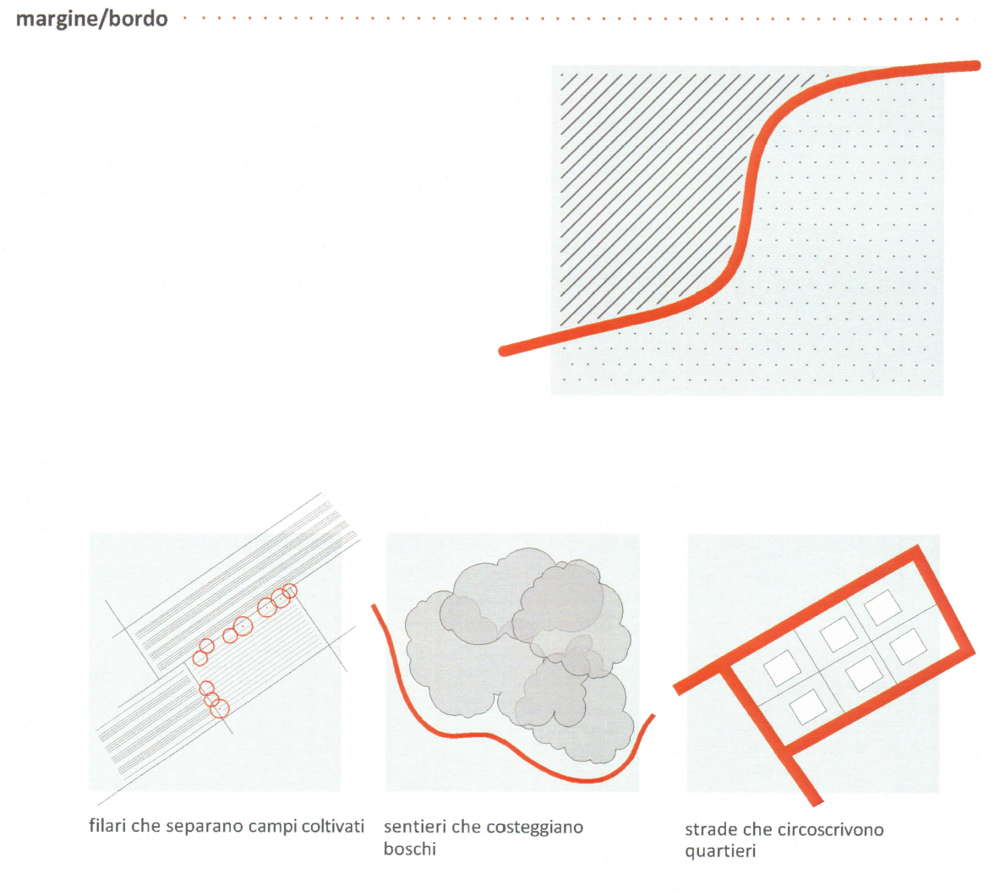 margine/bordo
filari che separano campi coltivati
sentieri che costeggiano
boschi
strade che circoscrivono
quartieri